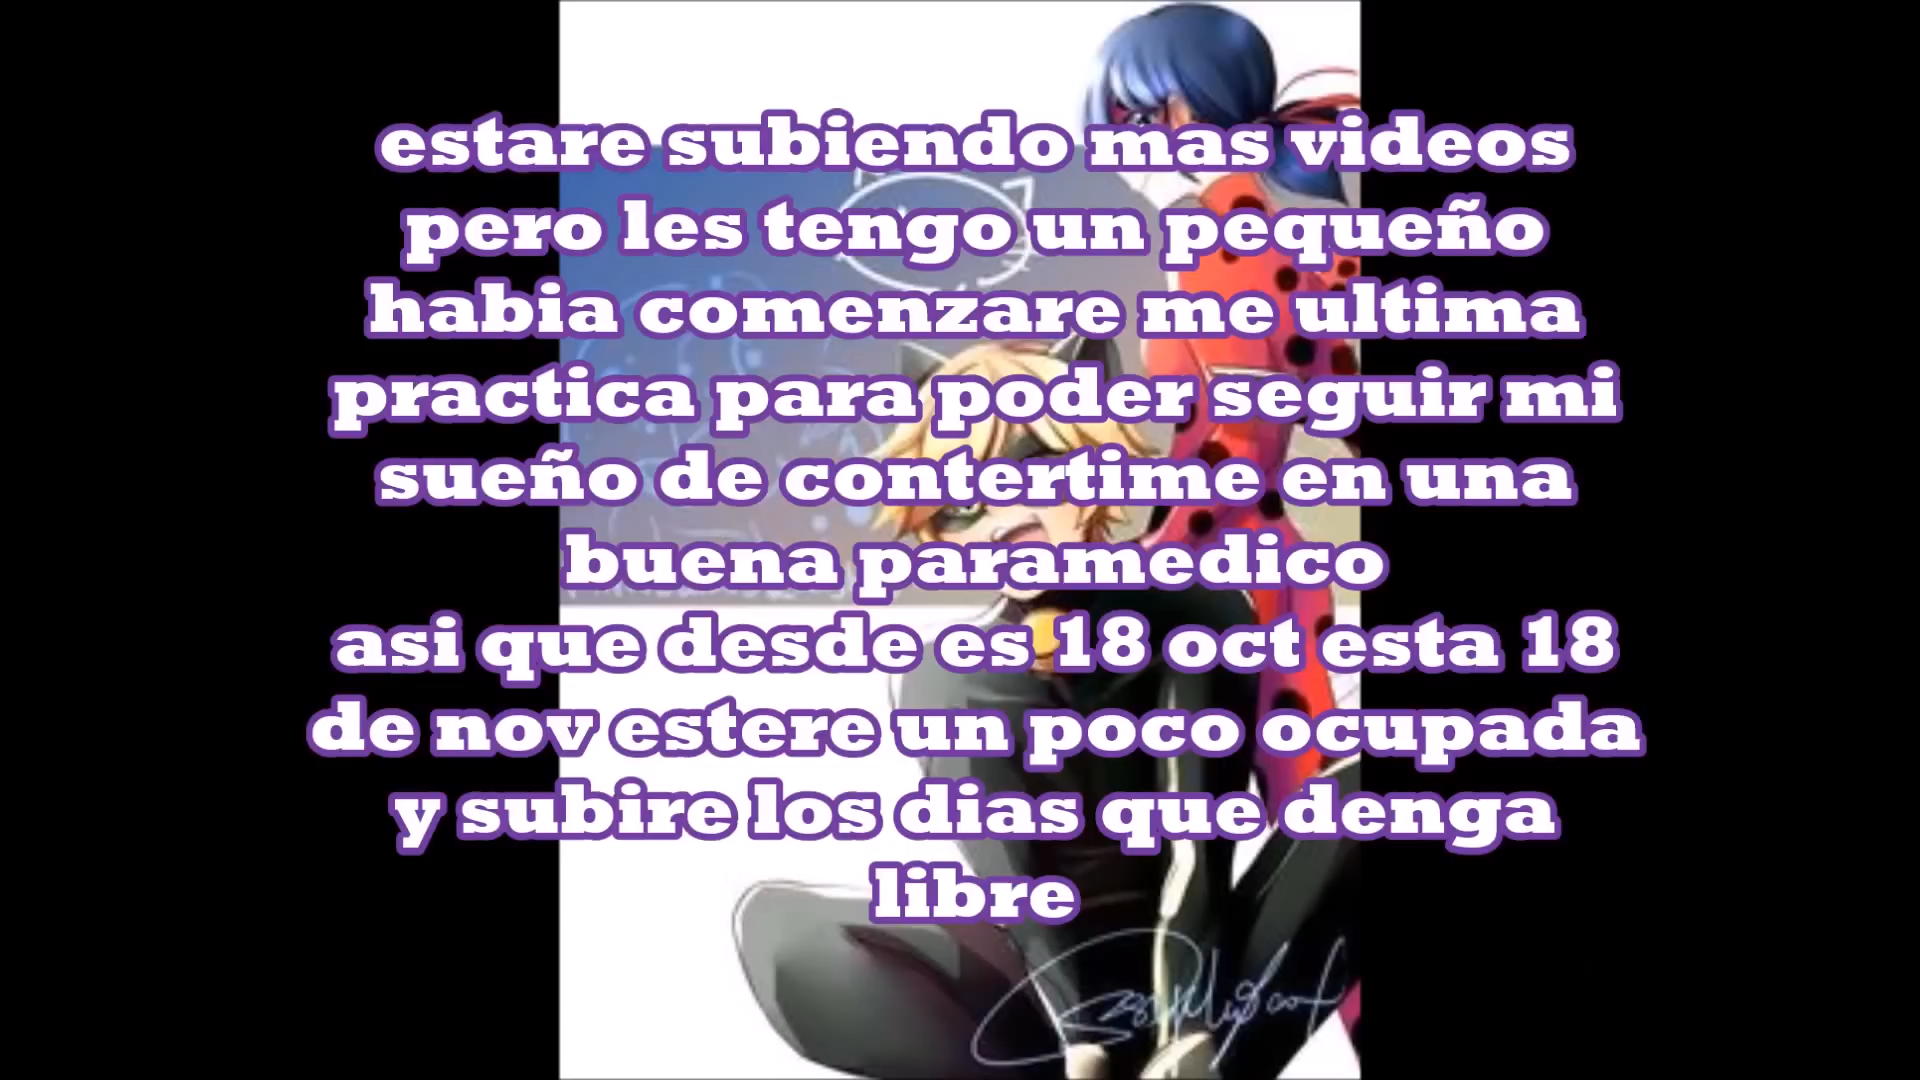 estare subiendo mas videos
pero les tengo un pequeño
habia comenzare me ultima
practica para poder seguir mi
sueño de contertime en una
buena paramedico
asi que desde es 18 oct esta 18
de nov estere un poco ocupada
y subire los dias que denga
libre